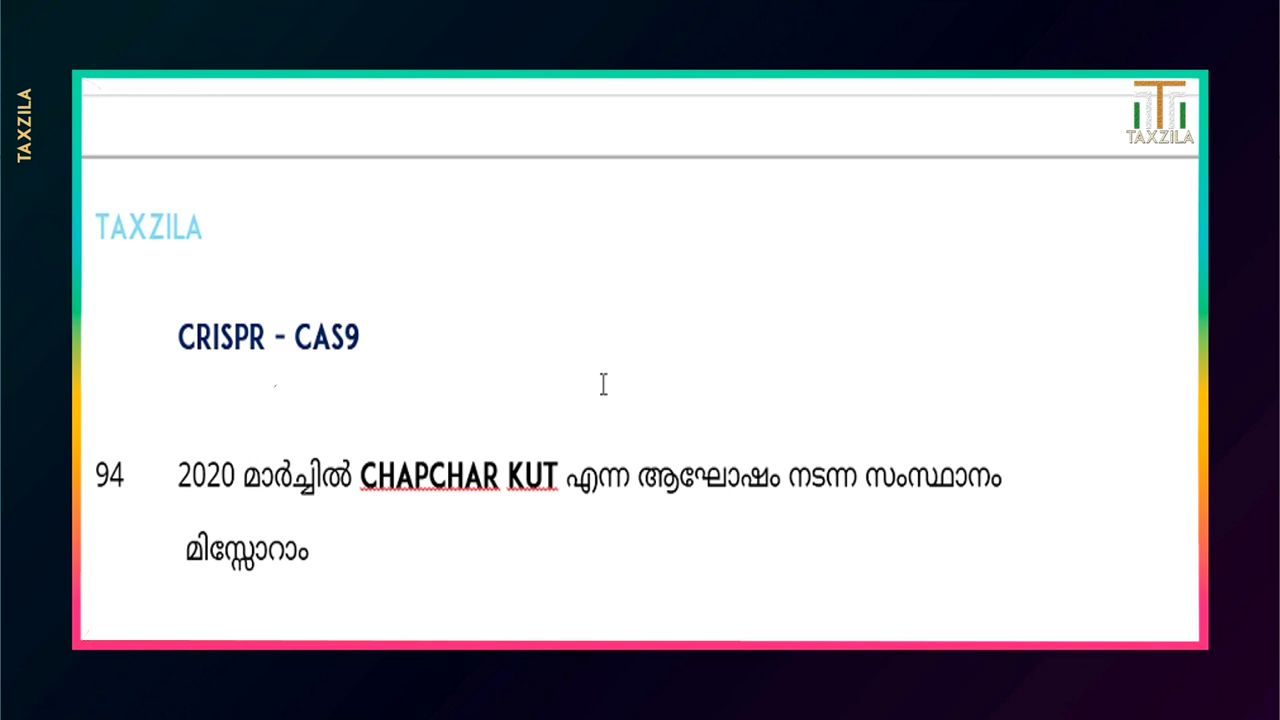 TAXZILA
TAXZILA
TAXZILA
CRISPR - CAS9
94 2020 മാർച്ചിൽ CHAPCHAR KUT എന്ന ആഘോഷം നടന്ന സംസ്ഥാനം
മിസ്സോറാം